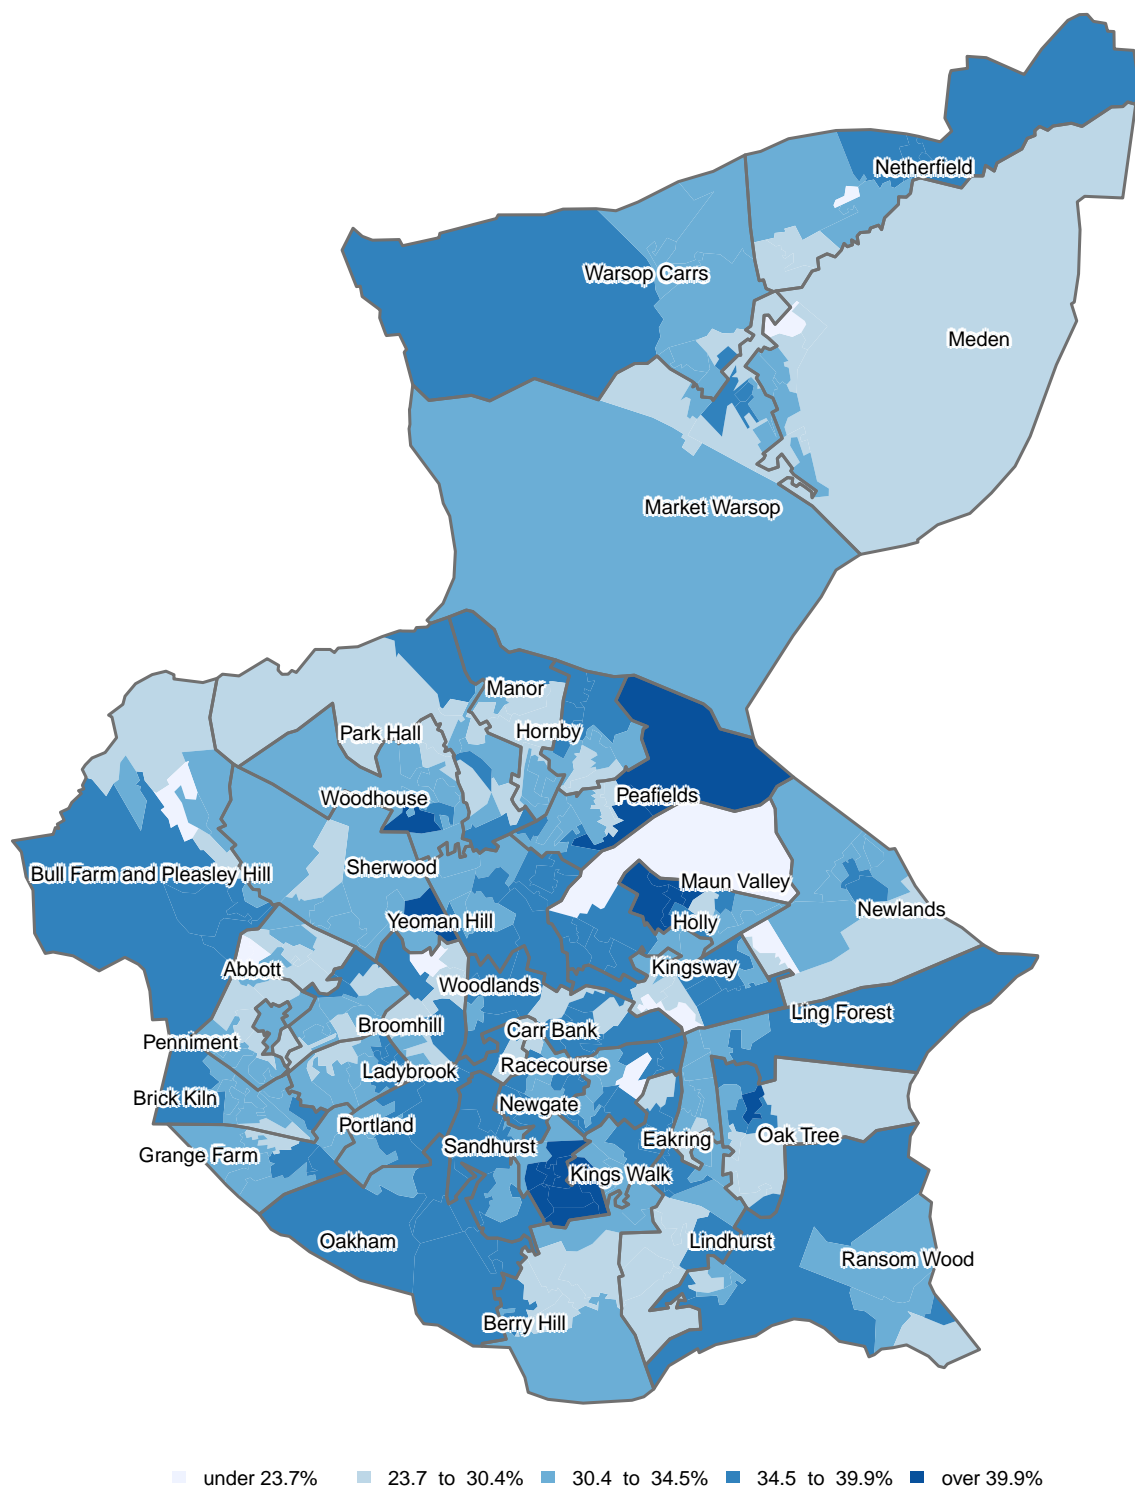 Netherfield
Warsop Carrs
Meden
Market Warsop
Manor
Park Hall
Hornby
Woodhouse
Peafields
Sherwood
Bull Farm and Pleasley Hill
Maun Valley
Yeoman Hill
Holly
Newlands
Abbott
Kingsway
Woodlands
Ling Forest
Broomhill
Carr Bank
Penniment
Racecourse
Ladybrook
Brick Kiln
Newgate
Portland
Eakring
Oak Tree
Sandhurst
Grange Farm
Kings Walk
Oakham
Lindhurst
Ransom Wood
Berry Hill
under 23.7% 23.7 to 30.4% 30.4 to 34.5% 34.5 to 39.9% over 39.9%